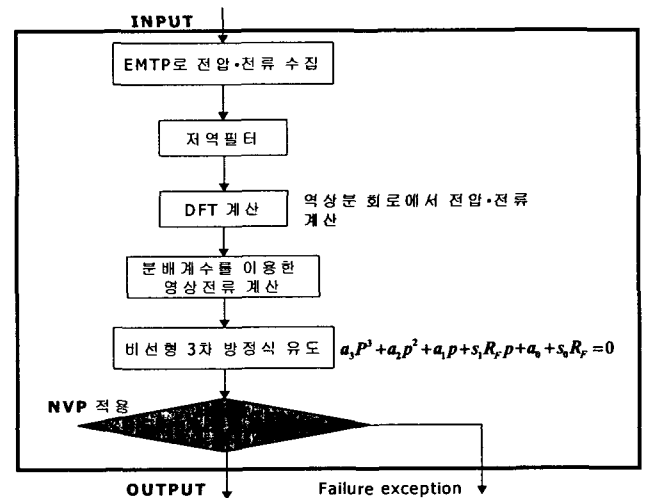 INPUT
EMTP로 전압•전류 수집
저역필터
DFT 계산
역상분 회로에서 전압•전류
계산
분배계수를 이용한
영상전류 계산
비선형 3차 방정식 유도
a₃P³+a₂p²+a₁p+s₁R_Fp+a₀+s₀R_F=0
NVP 적용
OUTPUT
Failure exception